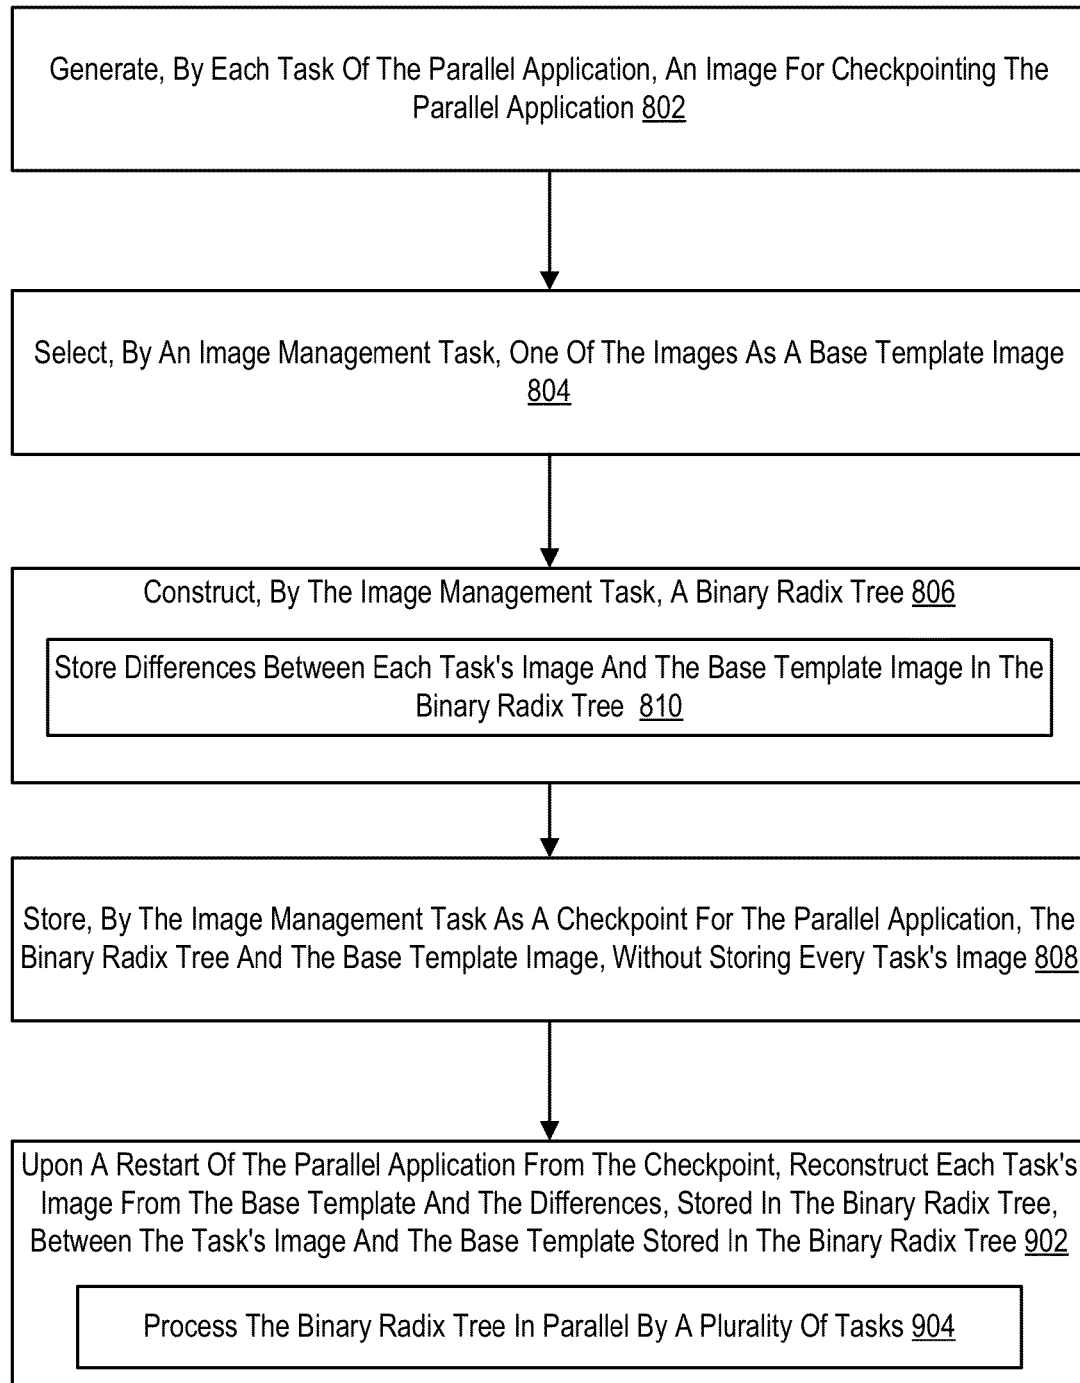 Generate, By Each Task Of The Parallel Application, An Image For Checkpointing The
Parallel Application 802
Select, By An Image Management Task, One Of The Images As A Base Template Image
804
Construct, By The Image Management Task, A Binary Radix Tree 806
Store Differences Between Each Task's Image And The Base Template Image In The
Binary Radix Tree 810
Store, By The Image Management Task As A Checkpoint For The Parallel Application, The
Binary Radix Tree And The Base Template Image, Without Storing Every Task's Image 808
Upon A Restart Of The Parallel Application From The Checkpoint, Reconstruct Each Task's
Image From The Base Template And The Differences, Stored In The Binary Radix Tree,
Between The Task's Image And The Base Template Stored In The Binary Radix Tree 902
Process The Binary Radix Tree In Parallel By A Plurality Of Tasks 904